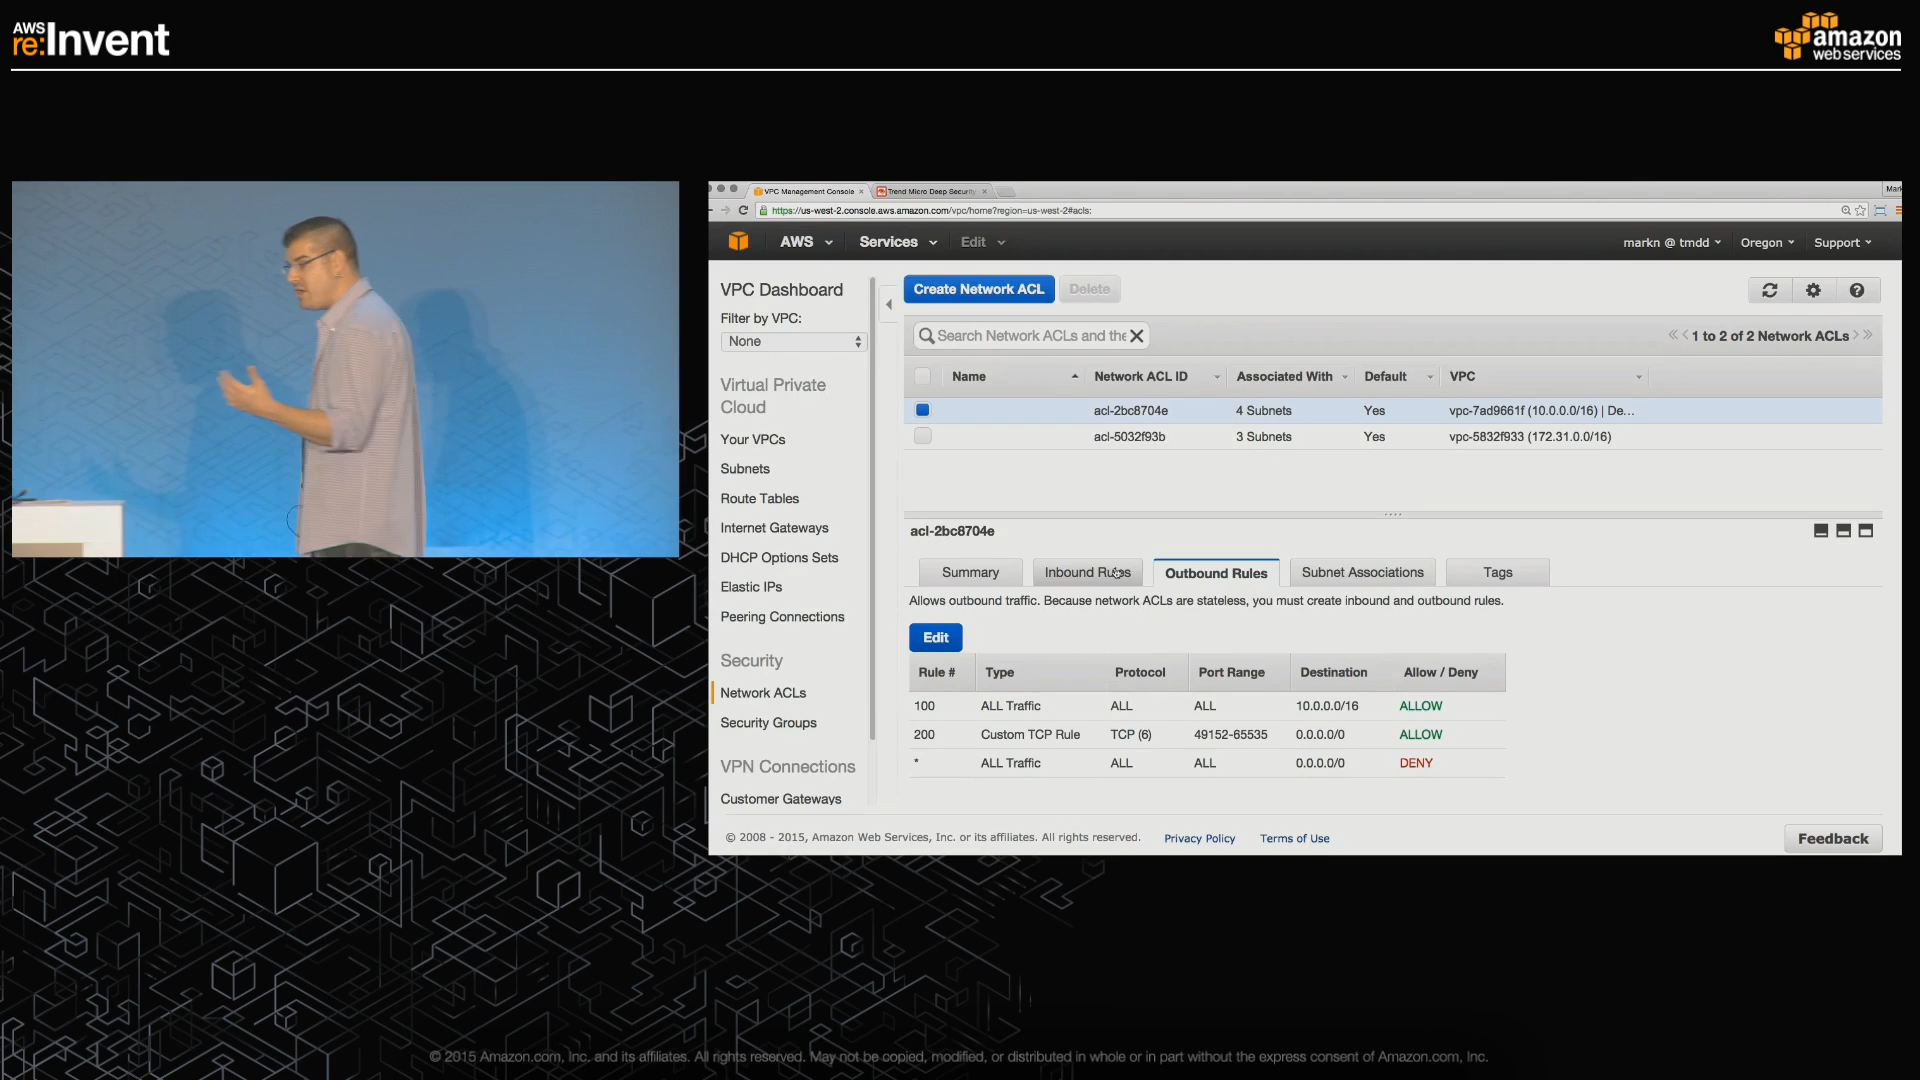 AWS
re:Invent
amazon
web services
VPC Management Console
Trend Micro Deep Security
https://us-west-2.console.aws.amazon.com/vpc/home?region=us-west-2#acls:
AWS
Services
Edit
markn @ tmdd
Oregon
Support
VPC Dashboard
Filter by VPC:
None
Virtual Private
Cloud
Your VPCs
Subnets
Route Tables
Internet Gateways
DHCP Options Sets
Elastic IPs
Peering Connections
Security
Network ACLs
Security Groups
VPN Connections
Customer Gateways
Create Network ACL
Delete
Search Network ACLs and the
1 to 2 of 2 Network ACLs
Name Network ACL ID Associated With Default VPC
acl-2bc8704e 4 Subnets Yes vpc-7ad9661f (10.0.0.0/16) | De...
acl-5032f93b 3 Subnets Yes vpc-5832f933 (172.31.0.0/16)
acl-2bc8704e
Summary Inbound Rules Outbound Rules Subnet Associations Tags
Allows outbound traffic. Because network ACLs are stateless, you must create inbound and outbound rules.
Edit
Rule # Type Protocol Port Range Destination Allow / Deny
100 ALL Traffic ALL ALL 10.0.0.0/16 ALLOW
200 Custom TCP Rule TCP (6) 49152-65535 0.0.0.0/0 ALLOW
* ALL Traffic ALL ALL 0.0.0.0/0 DENY
© 2008 - 2015, Amazon Web Services, Inc. or its affiliates. All rights reserved. Privacy Policy Terms of Use
Feedback
© 2015 Amazon.com, Inc. and its affiliates. All rights reserved. May not be copied, modified, or distributed in whole or in part without the express consent of Amazon.com, Inc.